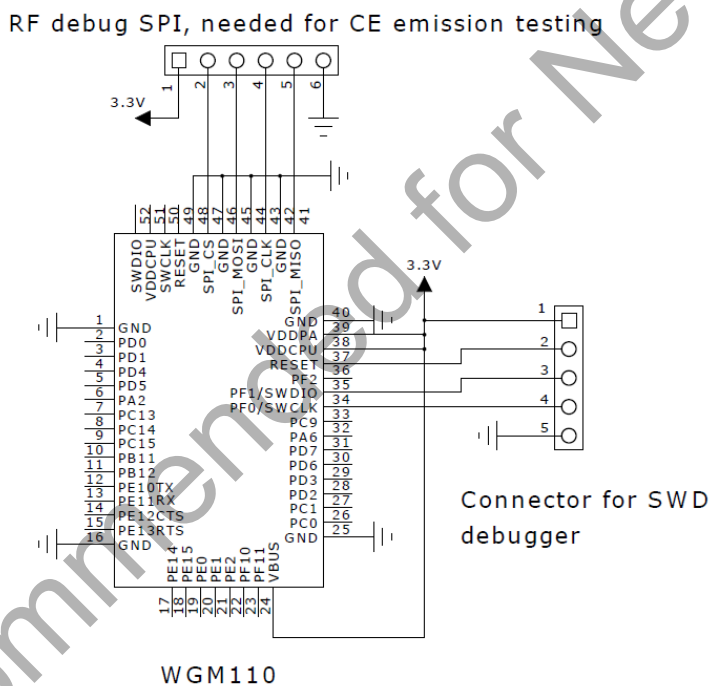 RF debug SPI, needed for CE emission testing
1 2 3 4 5 6
3.3V
52 51 50 49 48 47 46 45 44 43 42 41
SWDIO
VDDCPU
SWCLK
RESET
GND
SPI_CS
GND
SPI_MOSI
GND
SPI_CLK
GND
SPI_MISO
3.3V
1 GND
2 PD0
3 PD1
4 PD4
5 PD5
6 PA2
7 PC13
8 PC14
9 PC15
10 PB11
11 PB12
12 PE10TX
13 PE11RX
14 PE12CTS
15 PE13RTS
16 GND
GND 40
VDDPA 39
VDDCPU 38
RESET 37
PF2 36
PF1/SWDIO 35
PF0/SWCLK 34
PC9 33
PA6 32
PD7 31
PD6 30
PD3 29
PD2 28
PC1 27
PC0 26
GND 25
1
2
3
4
5
PE14
PE15
PE0
PE1
PE2
PF10
PF11
VBUS
17 18 19 20 21 22 23 24
Connector for SWD
debugger
WGM110
ommended for Ne